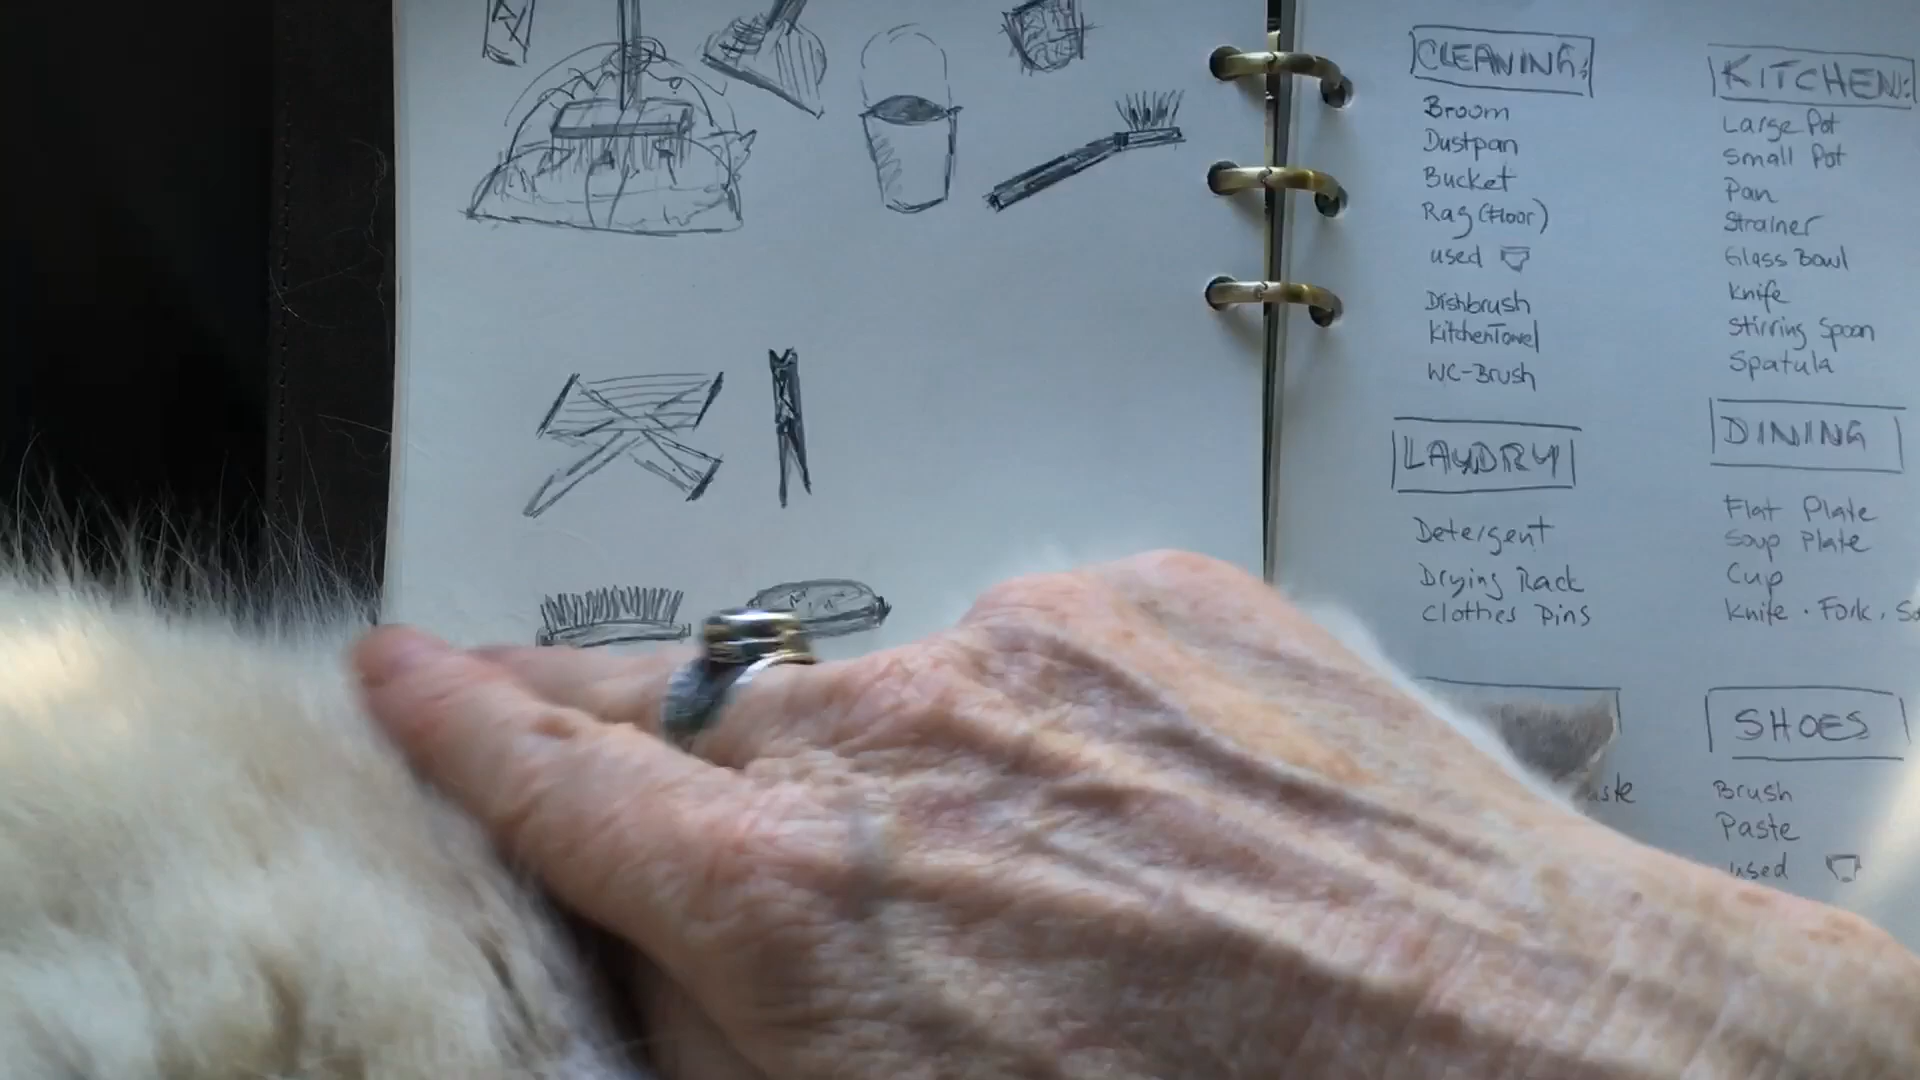 CLEANING:
Broom
Dustpan
Bucket
Rag (Floor)
used
Dishbrush
KitchenTowel
WC-Brush
LAUDRY
Detergent
Drying Rack
Clothes Pins
KITCHEN:
Large Pot
Small Pot
Pan
Strainer
Glass Bowl
Knife
Stirring Spoon
Spatula
DINING
Flat Plate
Soup Plate
Cup
Knife · Fork ·
SHOES
Brush
Paste
used